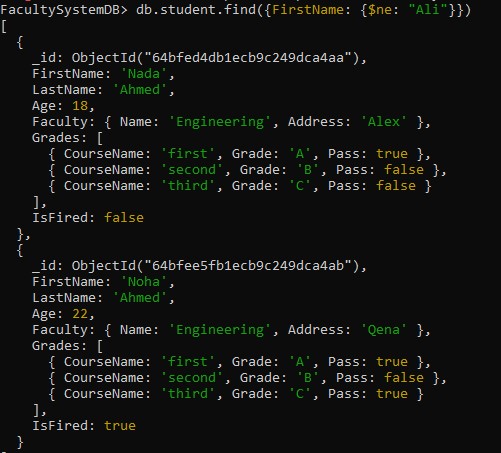 FacultySystemDB> db.student.find({FirstName: {$ne: "Ali"}})
[
  {
    _id: ObjectId("64bfed4db1ecb9c249dca4aa"),
    FirstName: 'Nada',
    LastName: 'Ahmed',
    Age: 18,
    Faculty: { Name: 'Engineering', Address: 'Alex' },
    Grades: [
      { CourseName: 'first', Grade: 'A', Pass: true },
      { CourseName: 'second', Grade: 'B', Pass: false },
      { CourseName: 'third', Grade: 'C', Pass: false }
    ],
    IsFired: false
  },
  {
    _id: ObjectId("64bfee5fb1ecb9c249dca4ab"),
    FirstName: 'Noha',
    LastName: 'Ahmed',
    Age: 22,
    Faculty: { Name: 'Engineering', Address: 'Qena' },
    Grades: [
      { CourseName: 'first', Grade: 'A', Pass: true },
      { CourseName: 'second', Grade: 'B', Pass: false },
      { CourseName: 'third', Grade: 'C', Pass: true }
    ],
    IsFired: true
  }